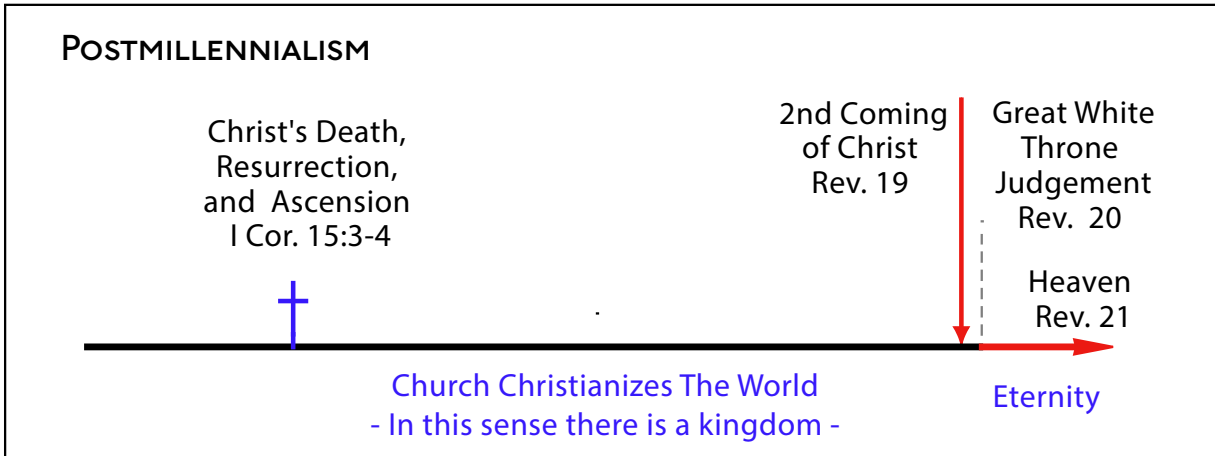 POSTMILLENNIALISM
Christ's Death,
Resurrection,
and Ascension
I Cor. 15:3-4
2nd Coming
of Christ
Rev. 19
Great White
Throne
Judgement
Rev. 20
Heaven
Rev. 21
Church Christianizes The World
- In this sense there is a kingdom -
Eternity